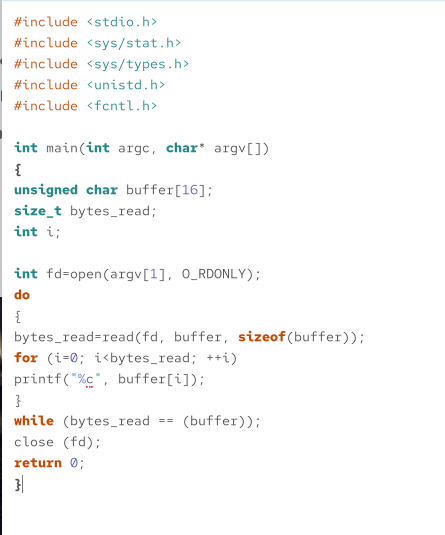 #include <stdio.h>
#include <sys/stat.h>
#include <sys/types.h>
#include <unistd.h>
#include <fcntl.h>
int main(int argc, char* argv[])
{
unsigned char buffer[16];
size_t bytes_read;
int i;
int fd=open(argv[1], O_RDONLY);
do
{
bytes_read=read(fd, buffer, sizeof(buffer));
for (i=0; i<bytes_read; ++i)
printf("%c", buffer[i]);
}
while (bytes_read == (buffer));
close (fd);
return 0;
}